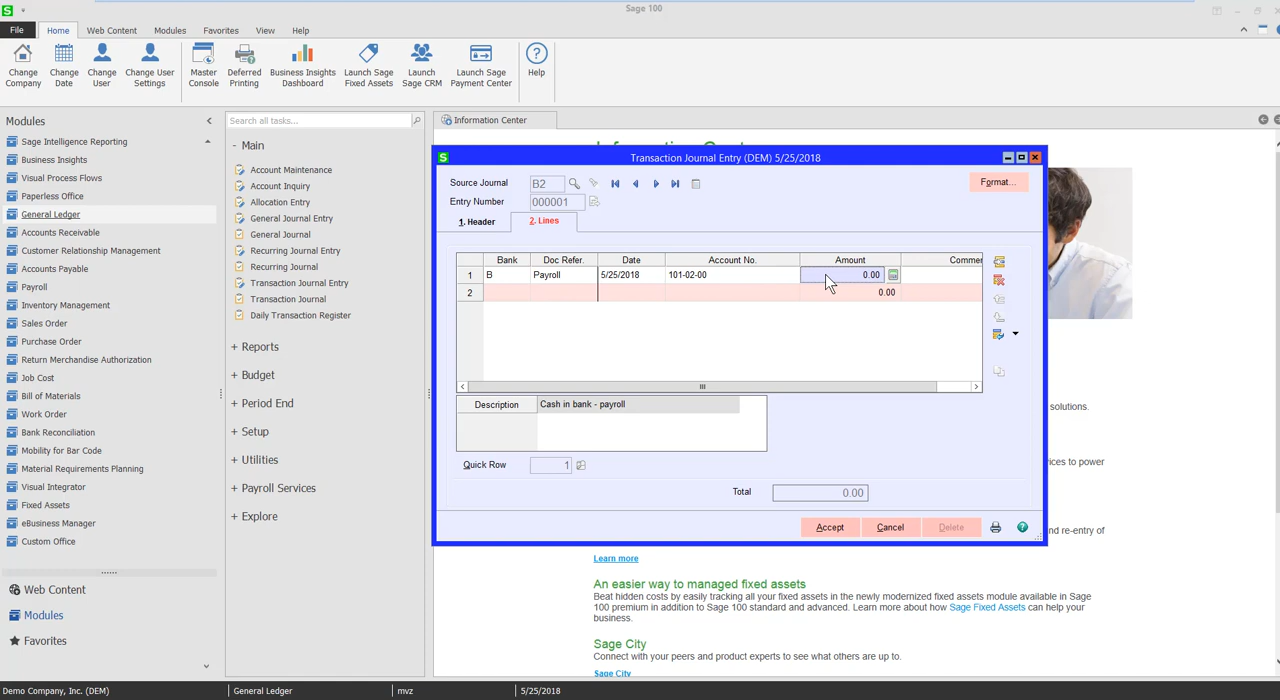 S
Sage 100
File
Home
Web Content
Modules
Favorites
View
Help
Change Company
Change Date
Change User
Change User Settings
Master Console
Deferred Printing
Business Insights Dashboard
Launch Sage Fixed Assets
Launch Sage CRM
Launch Sage Payment Center
Help
Modules
Sage Intelligence Reporting
Business Insights
Visual Process Flows
Paperless Office
General Ledger
Accounts Receivable
Customer Relationship Management
Accounts Payable
Payroll
Inventory Management
Sales Order
Purchase Order
Return Merchandise Authorization
Job Cost
Bill of Materials
Work Order
Bank Reconciliation
Mobility for Bar Code
Material Requirements Planning
Visual Integrator
Fixed Assets
eBusiness Manager
Custom Office
Web Content
Modules
Favorites
Search all tasks...
- Main
Account Maintenance
Account Inquiry
Allocation Entry
General Journal Entry
General Journal
Recurring Journal Entry
Recurring Journal
Transaction Journal Entry
Transaction Journal
Daily Transaction Register
+ Reports
+ Budget
+ Period End
+ Setup
+ Utilities
+ Payroll Services
+ Explore
Information Center
S
Transaction Journal Entry (DEM) 5/25/2018
Source Journal B2
Format...
Entry Number 000001
1. Header
2. Lines
Bank Doc Refer. Date Account No. Amount Commer
1 B Payroll 5/25/2018 101-02-00 0.00
2 0.00
Description Cash in bank - payroll
Quick Row 1
Total 0.00
Accept Cancel Delete
solutions.
ices to power
nd re-entry of
Learn more
An easier way to managed fixed assets
Beat hidden costs by easily tracking all your fixed assets in the newly modernized fixed assets module available in Sage
100 premium in addition to Sage 100 standard and advanced. Learn more about how Sage Fixed Assets can help your
business.
Sage City
Connect with your peers and product experts to see what others are up to.
Sage City
Demo Company, Inc. (DEM)
General Ledger
mvz
5/25/2018